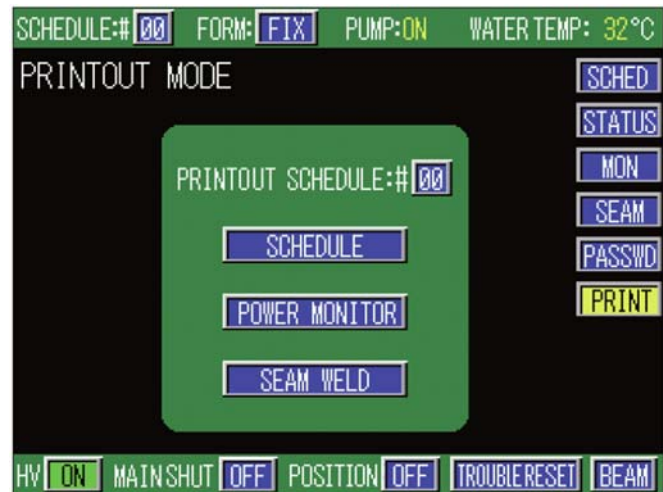 SCHEDULE:# 00 FORM: FIX PUMP:ON WATER TEMP: 32°C
PRINTOUT MODE
SCHED
STATUS
MON
SEAM
PASSWD
PRINT
PRINTOUT SCHEDULE:# 00
SCHEDULE
POWER MONITOR
SEAM WELD
HV ON MAIN SHUT OFF POSITION OFF TROUBLE RESET BEAM